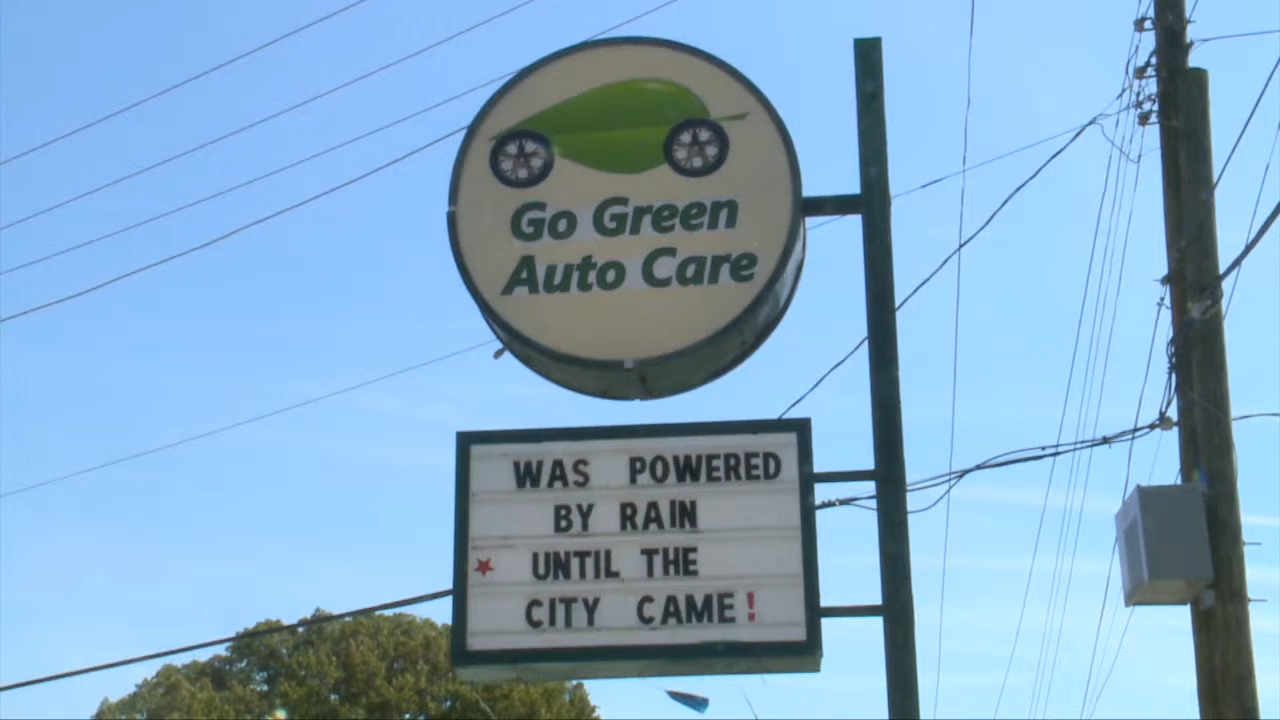 Go Green
Auto Care
WAS POWERED
BY RAIN
UNTIL THE
CITY CAME!